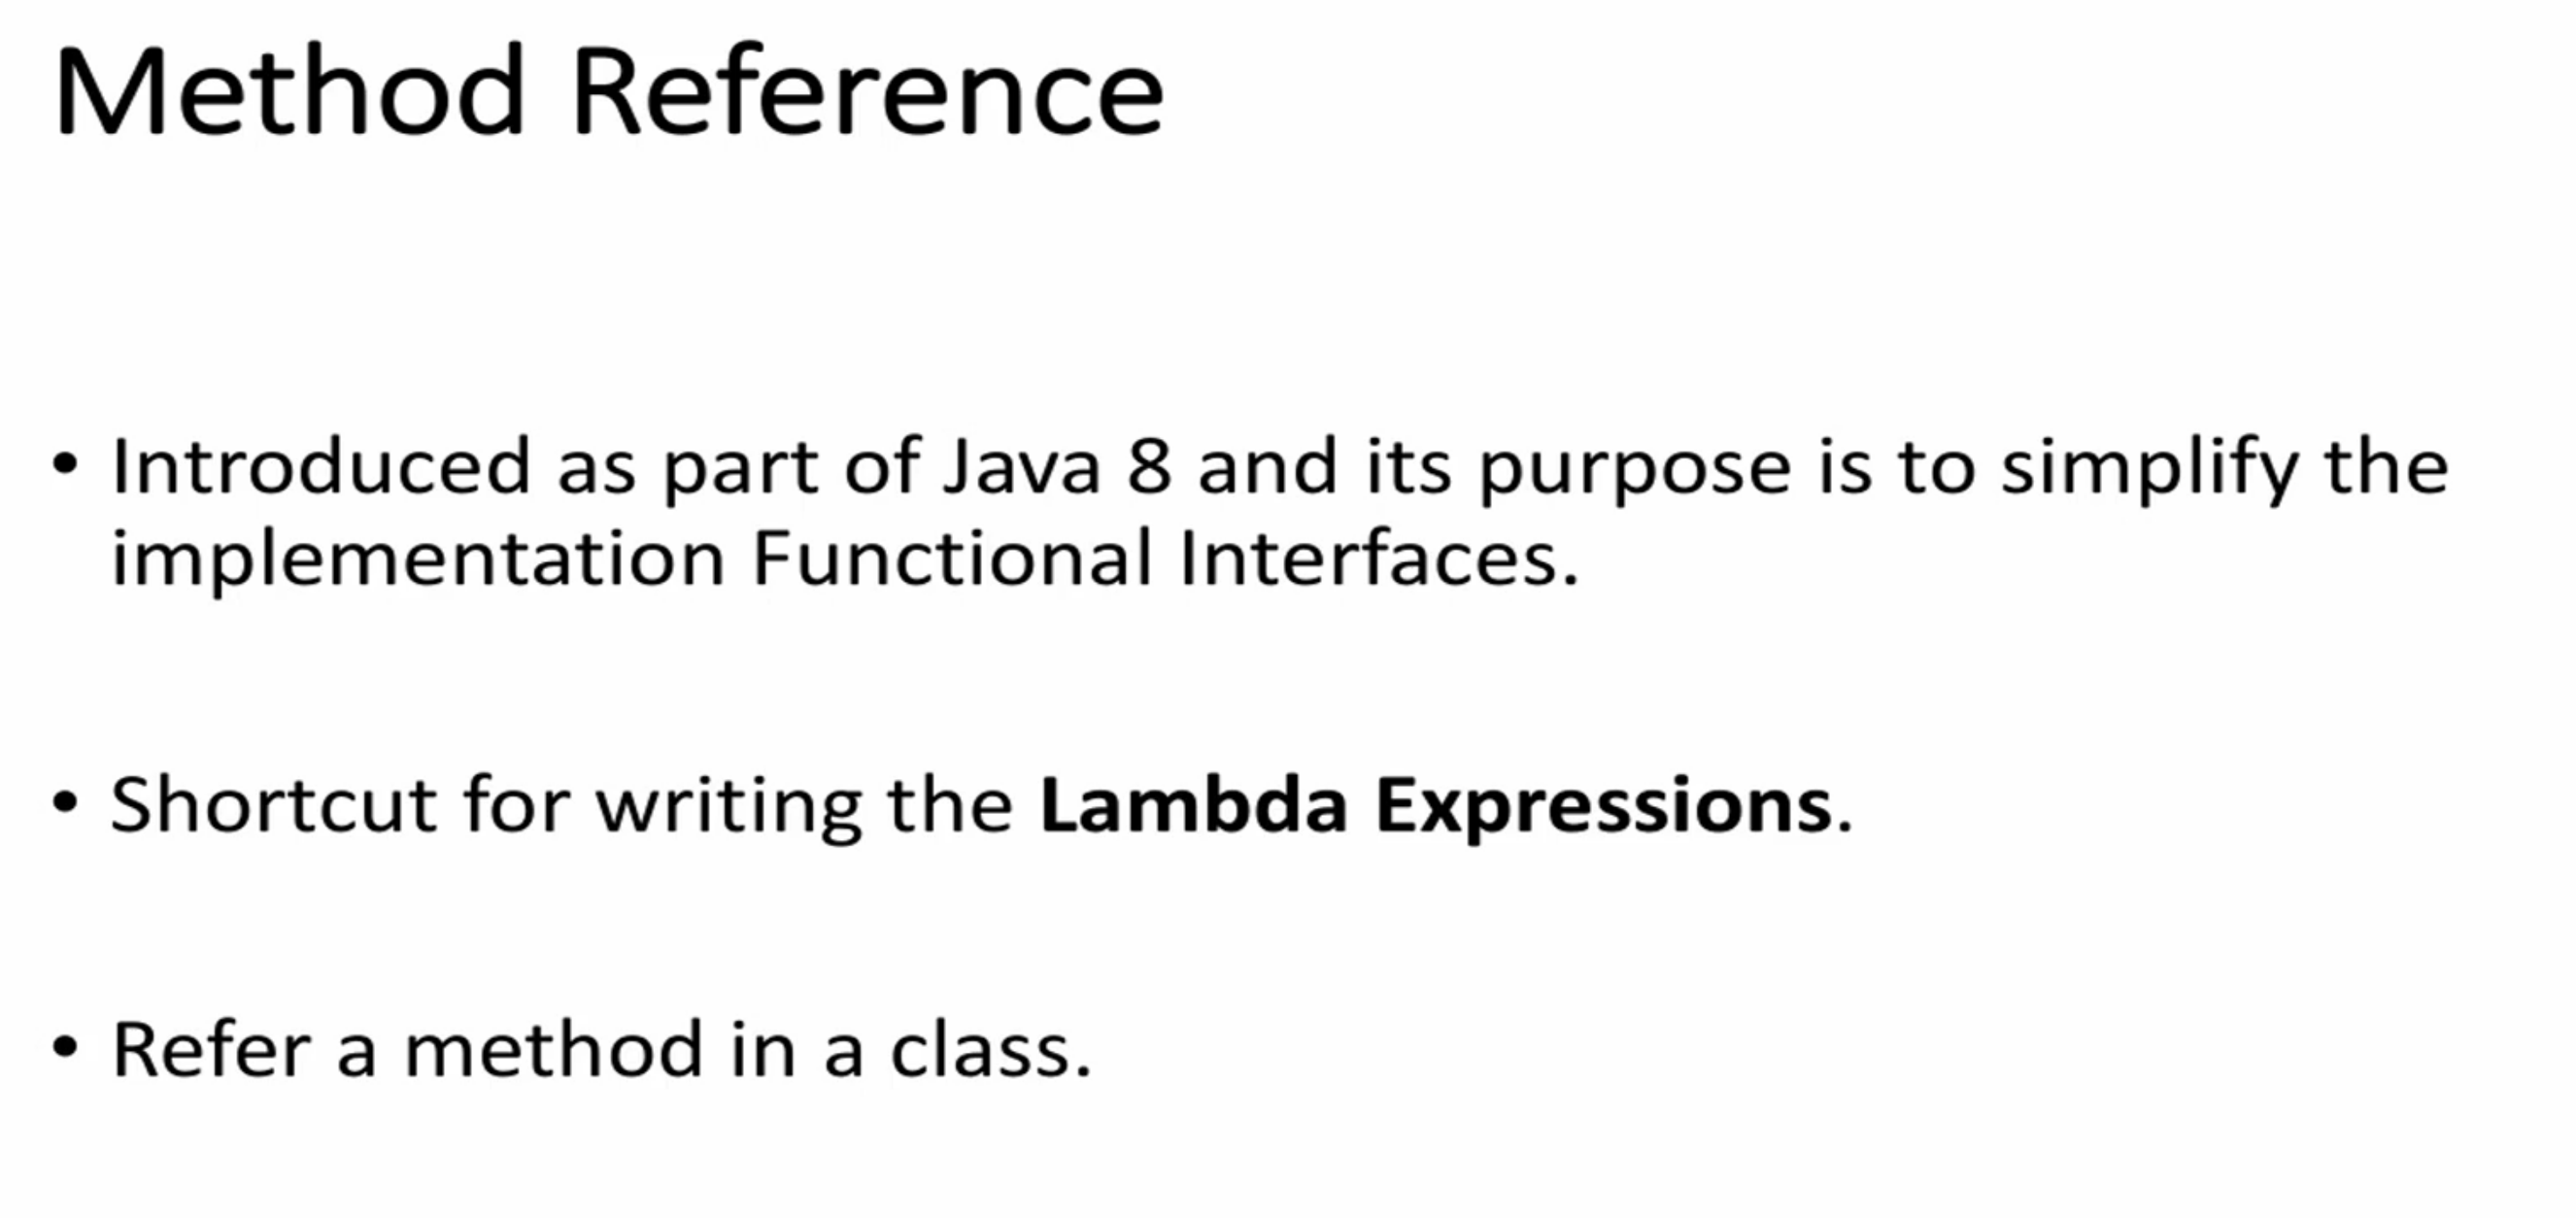 Method Reference
• Introduced as part of Java 8 and its purpose is to simplify the
implementation Functional Interfaces.
• Shortcut for writing the Lambda Expressions.
• Refer a method in a class.